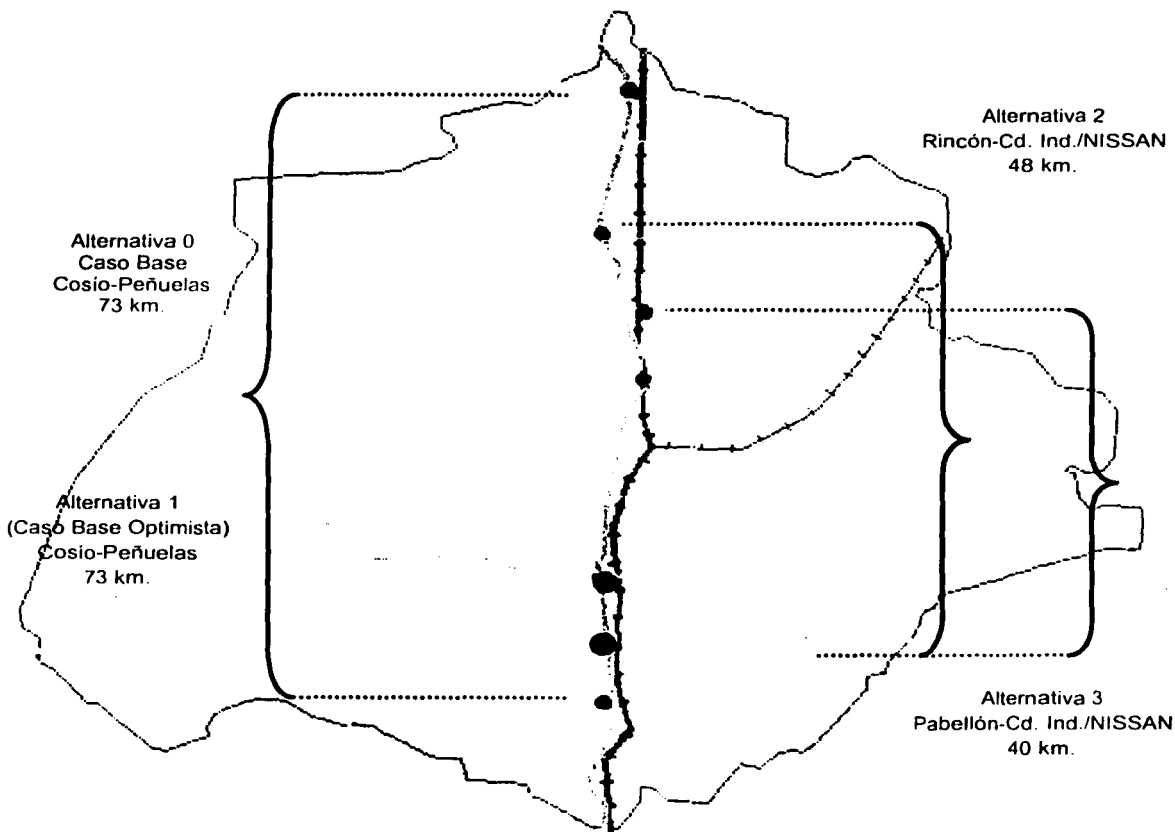 Alternativa 2
Rincón-Cd. Ind./NISSAN
48 km.
Alternativa 0
Caso Base
Cosío-Peñuelas
73 km.
Alternativa 1
(Caso Base Optimista)
Cosio-Peñuelas
73 km.
Alternativa 3
Pabellón-Cd. Ind./NISSAN
40 km.